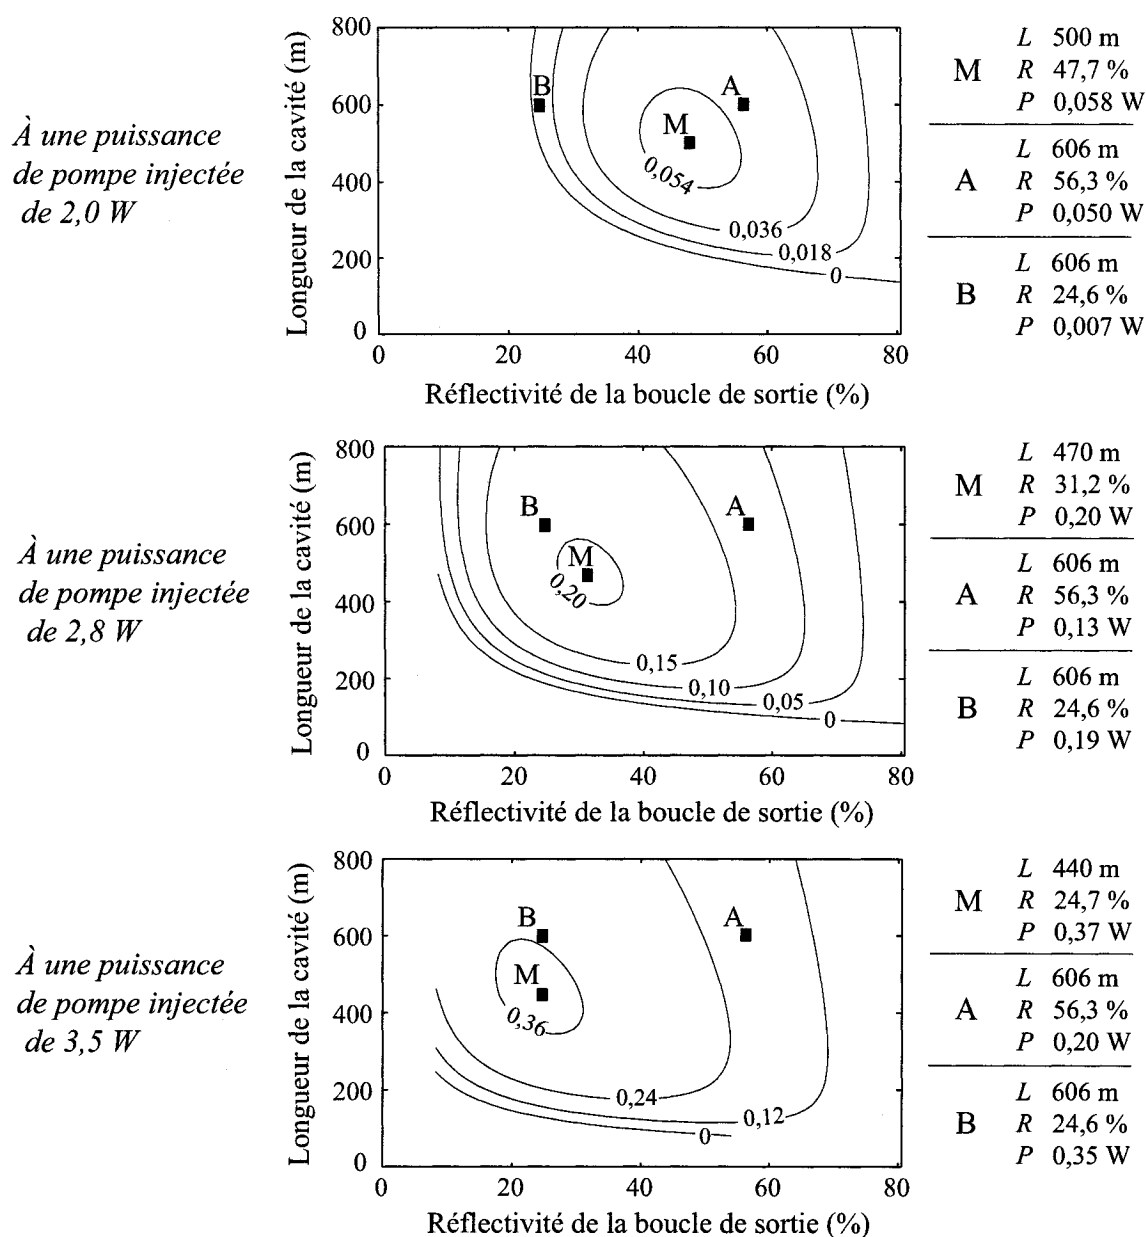 À une puissance
de pompe injectée
de 2,0 W
Longueur de la cavité (m)
800
600
400
200
0
B
A
M
0,054
0,036
0,018
0
0
20
40
60
80
Réflectivité de la boucle de sortie (%)
M
L 500 m
R 47,7 %
P 0,058 W
A
L 606 m
R 56,3 %
P 0,050 W
B
L 606 m
R 24,6 %
P 0,007 W
À une puissance
de pompe injectée
de 2,8 W
Longueur de la cavité (m)
800
600
400
200
0
B
A
M
0,20
0,15
0,10
0,05
0
0
20
40
60
80
Réflectivité de la boucle de sortie (%)
M
L 470 m
R 31,2 %
P 0,20 W
A
L 606 m
R 56,3 %
P 0,13 W
B
L 606 m
R 24,6 %
P 0,19 W
À une puissance
de pompe injectée
de 3,5 W
Longueur de la cavité (m)
800
600
400
200
0
B
A
M
0,36
0,24
0,12
0
0
20
40
60
80
Réflectivité de la boucle de sortie (%)
M
L 440 m
R 24,7 %
P 0,37 W
A
L 606 m
R 56,3 %
P 0,20 W
B
L 606 m
R 24,6 %
P 0,35 W